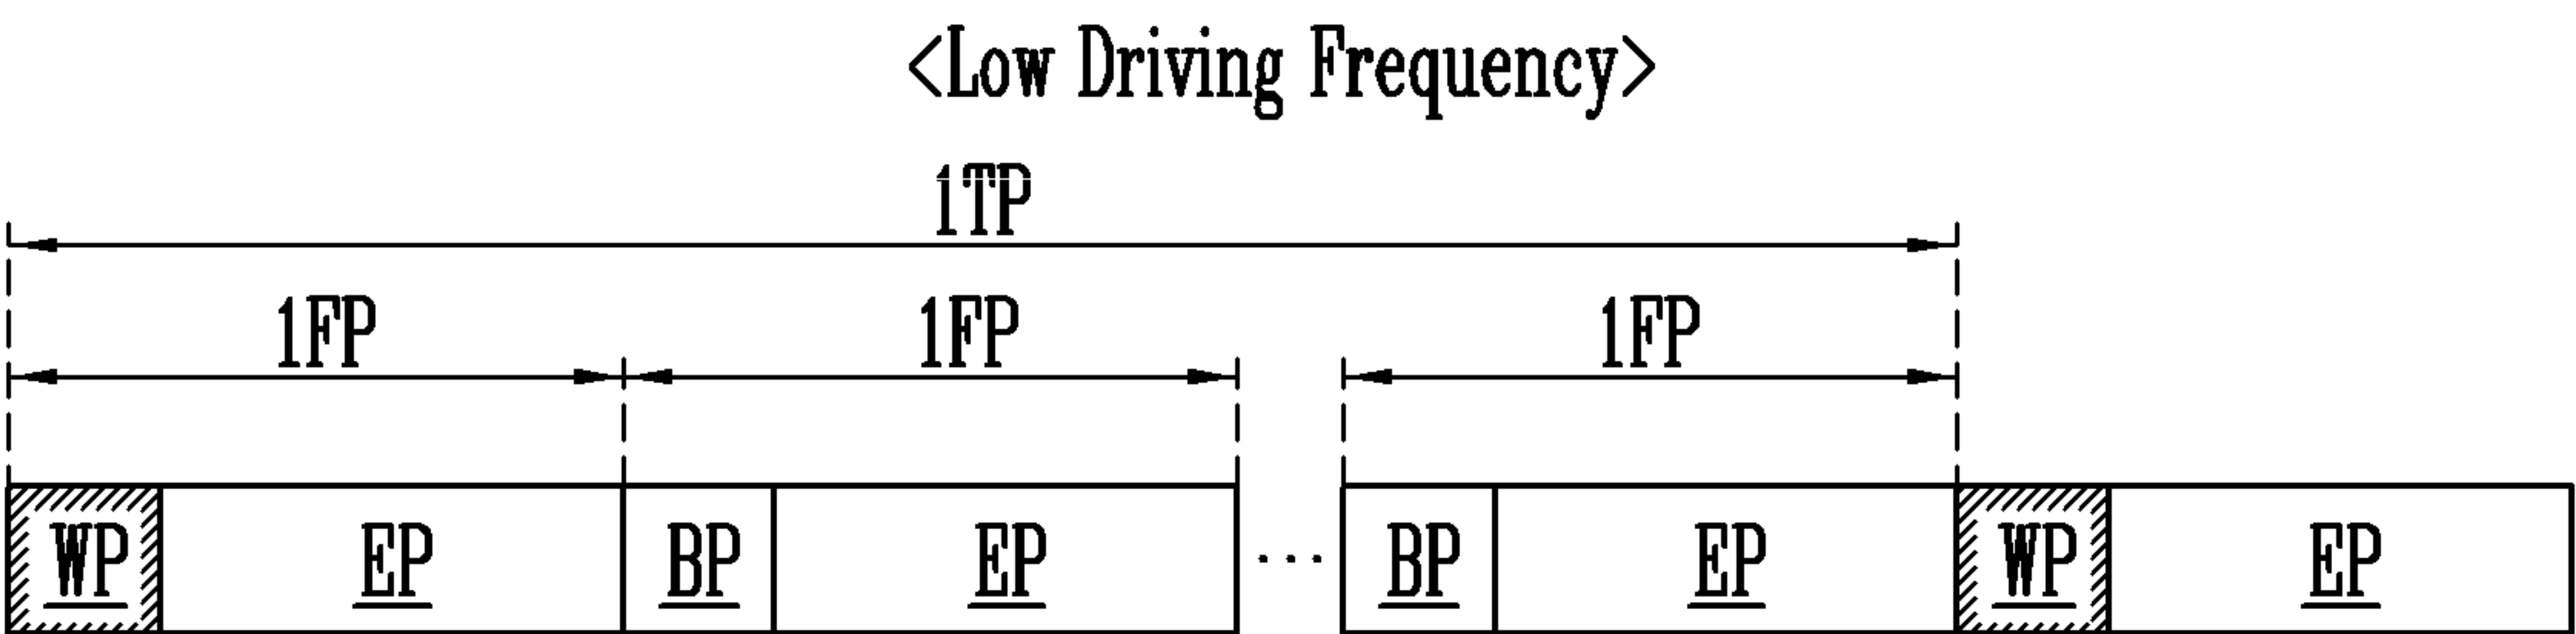 <Low Driving Frequency>
1TP
1FP 1FP 1FP
WP EP BP EP ... BP EP WP EP